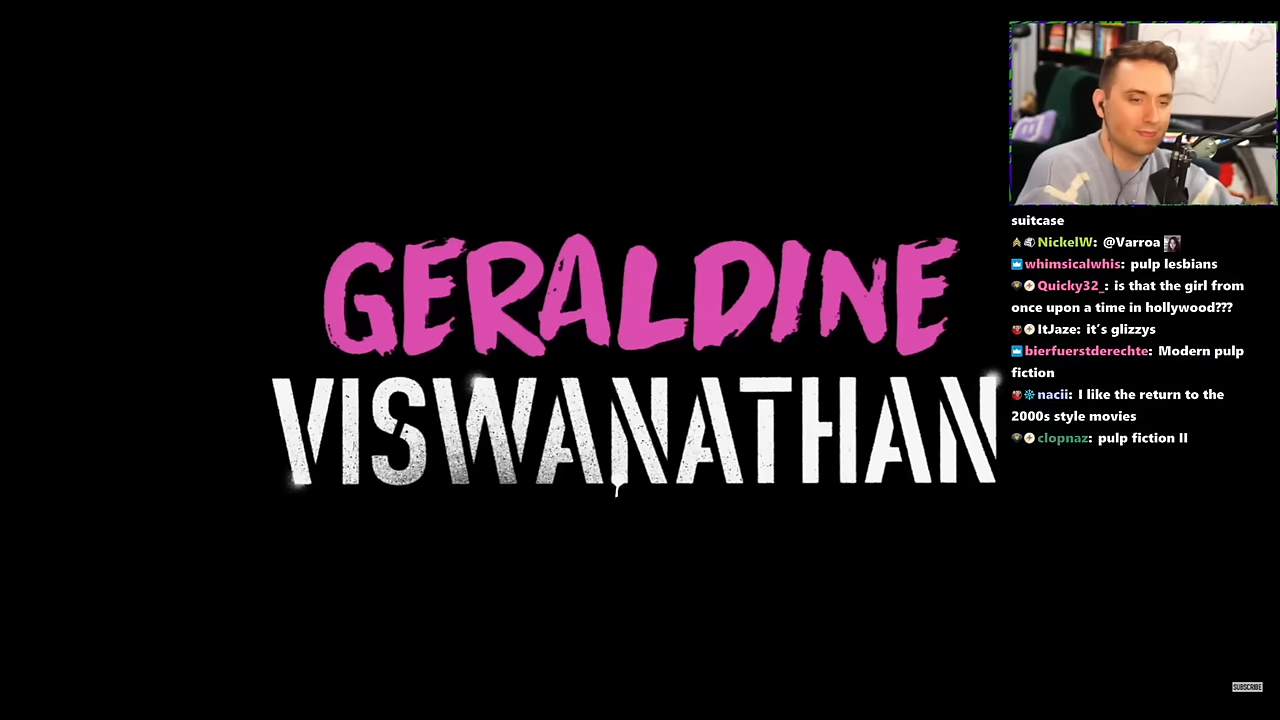 GERALDINE
VISWANATHAN
suitcase
NickelW: @Varroa
whimsicalwhis: pulp lesbians
Quicky32_: is that the girl from
once upon a time in hollywood???
ItJaze: it's glizzys
bierfuerstderechte: Modern pulp
fiction
nacii: I like the return to the
2000s style movies
clopnaz: pulp fiction II
SUBSCRIBE